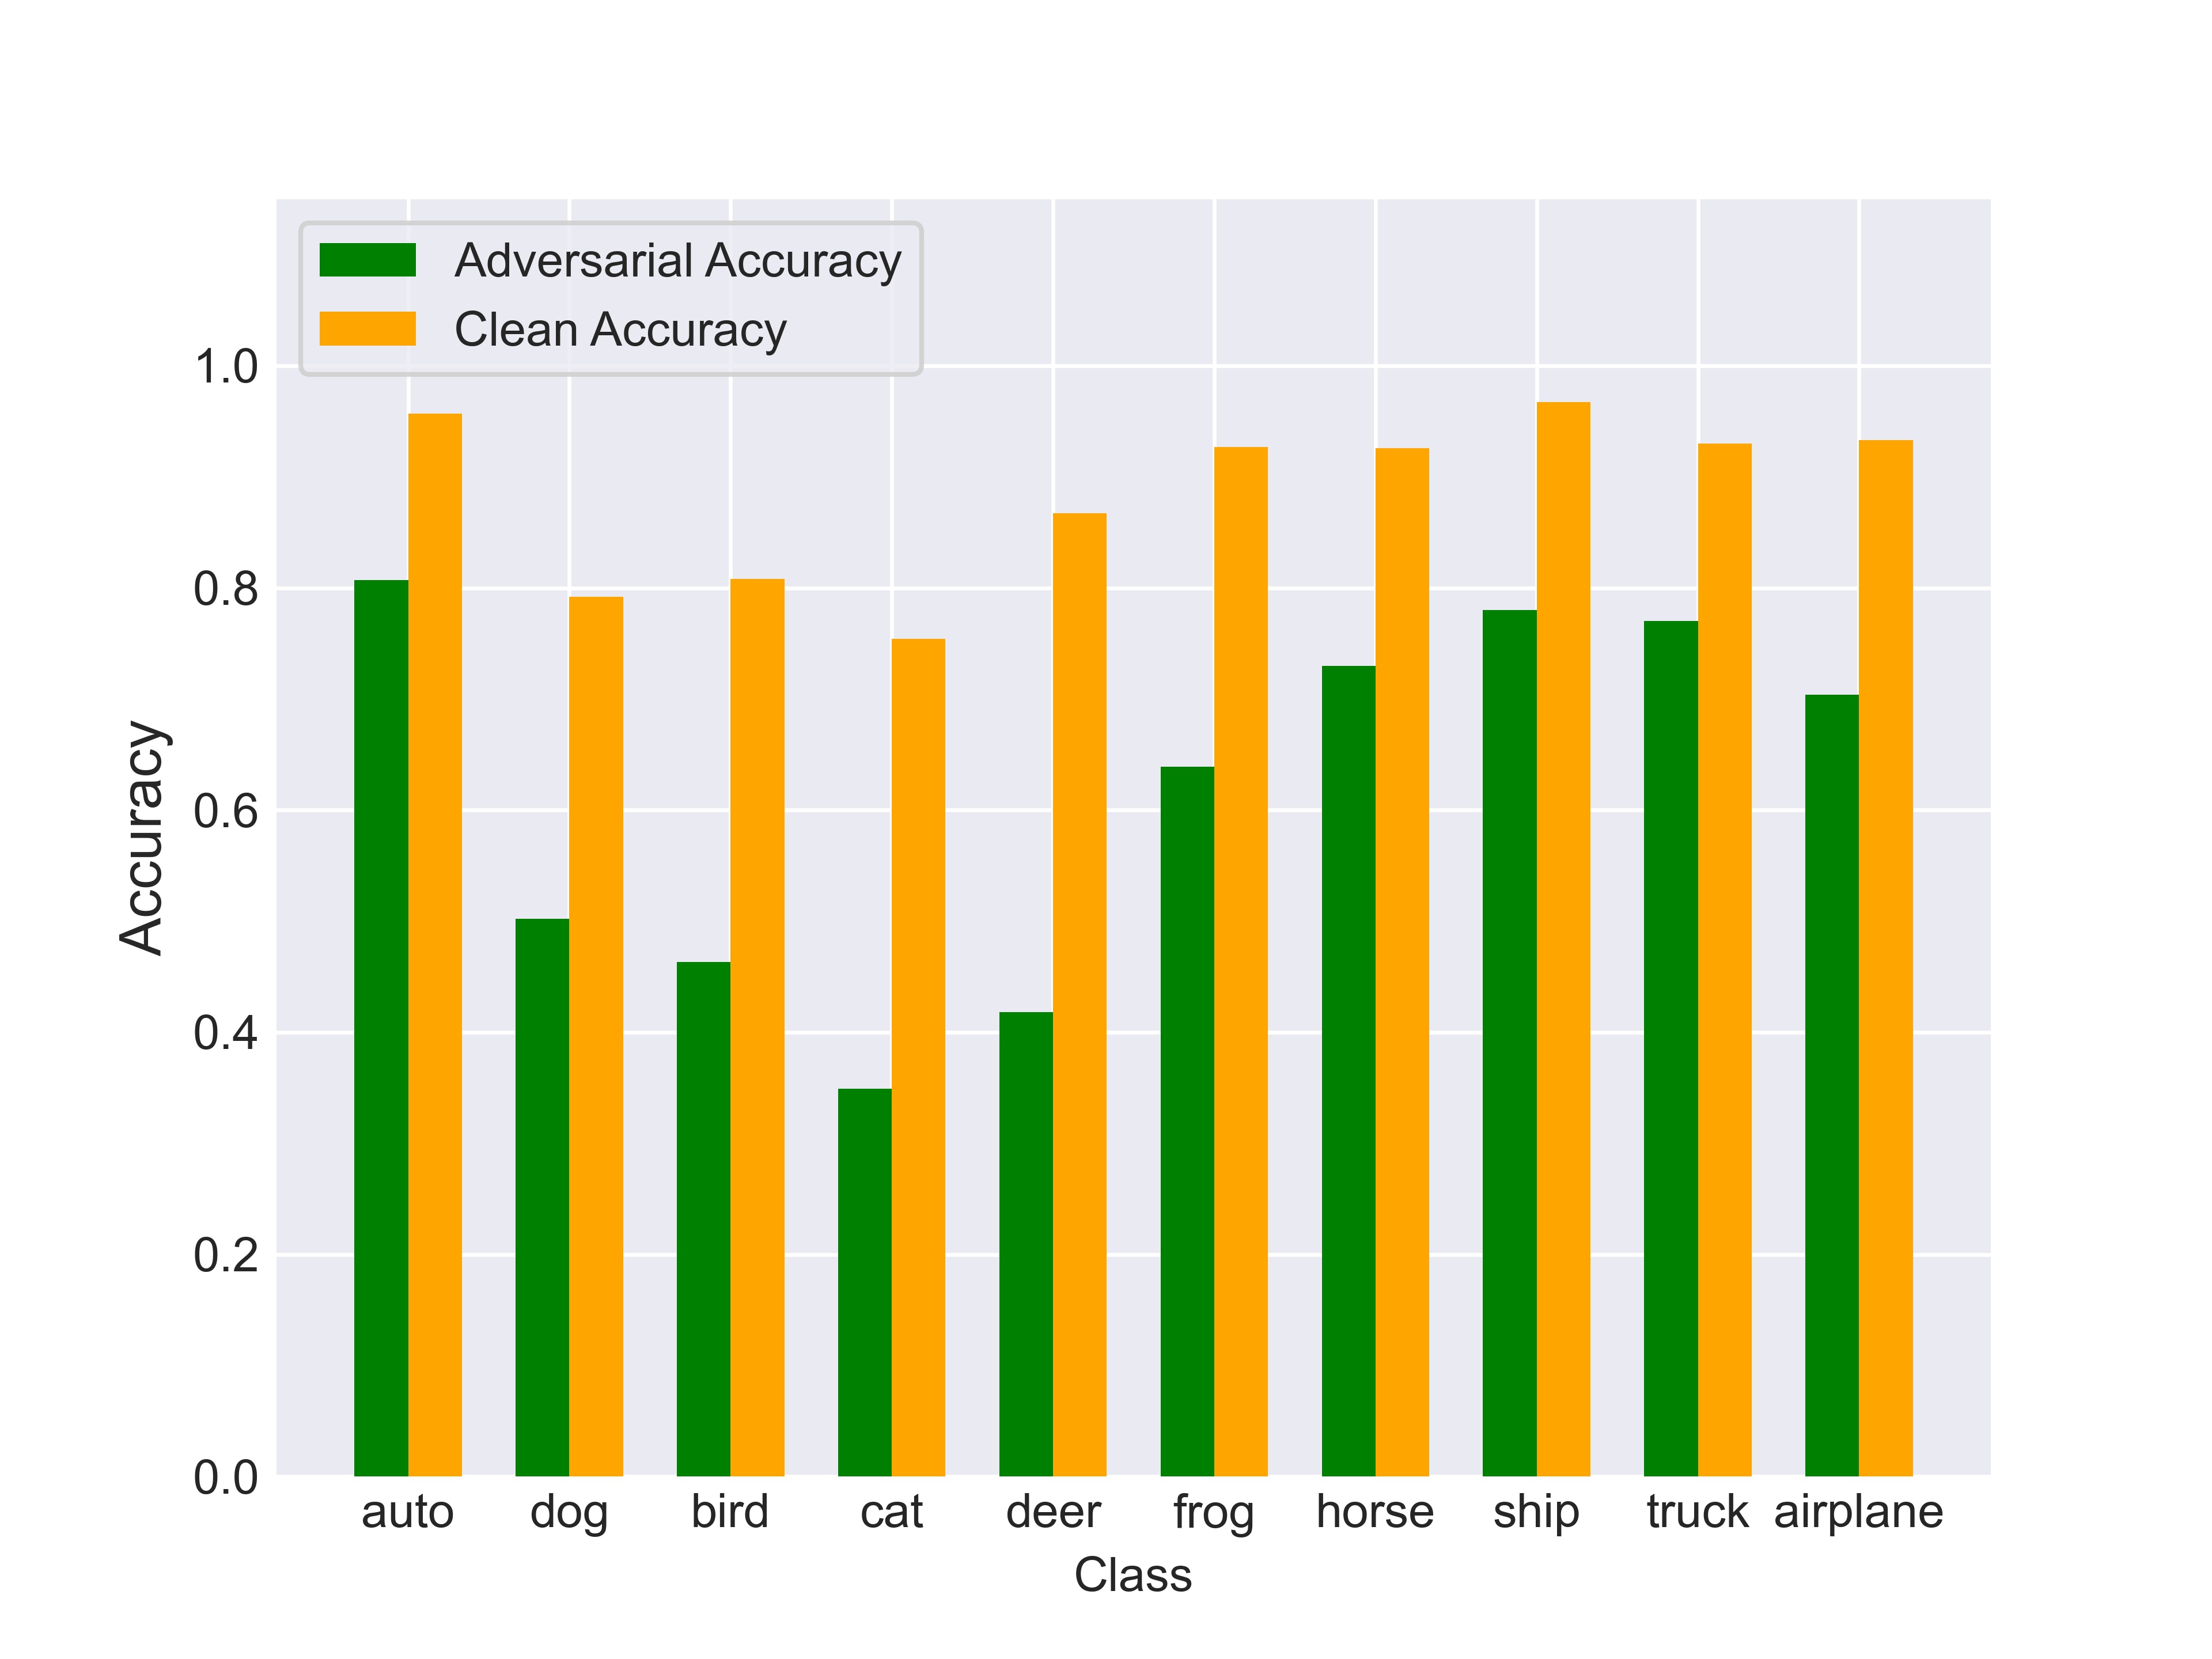 Adversarial Accuracy
Clean Accuracy
1.0
0.8
0.6
0.4
0.2
0.0
Accuracy
auto dog bird cat deer frog horse ship truck airplane
Class